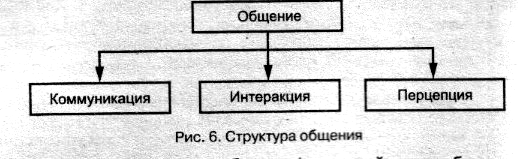 Общение
Коммуникация Интеракция Перцепция
Рис. 6. Структура общения